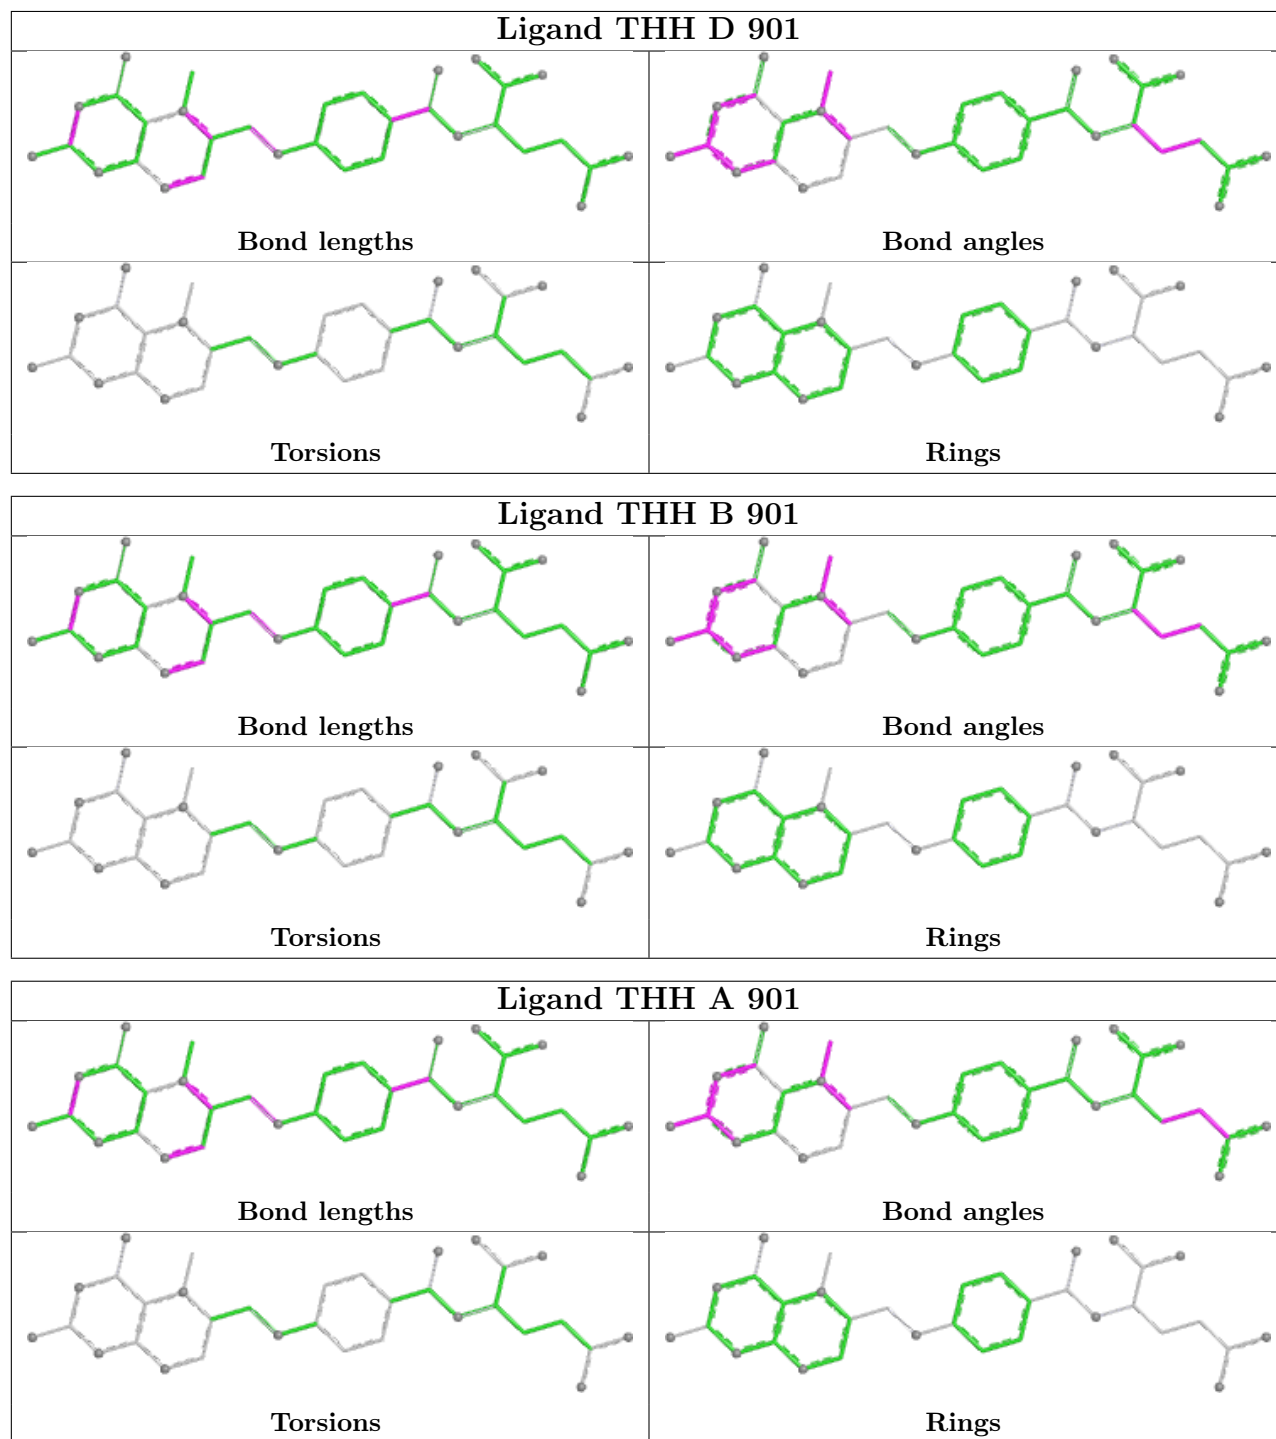 Ligand THH D 901
Bond lengths
Bond angles
Torsions
Rings
Ligand THH B 901
Bond lengths
Bond angles
Torsions
Rings
Ligand THH A 901
Bond lengths
Bond angles
Torsions
Rings